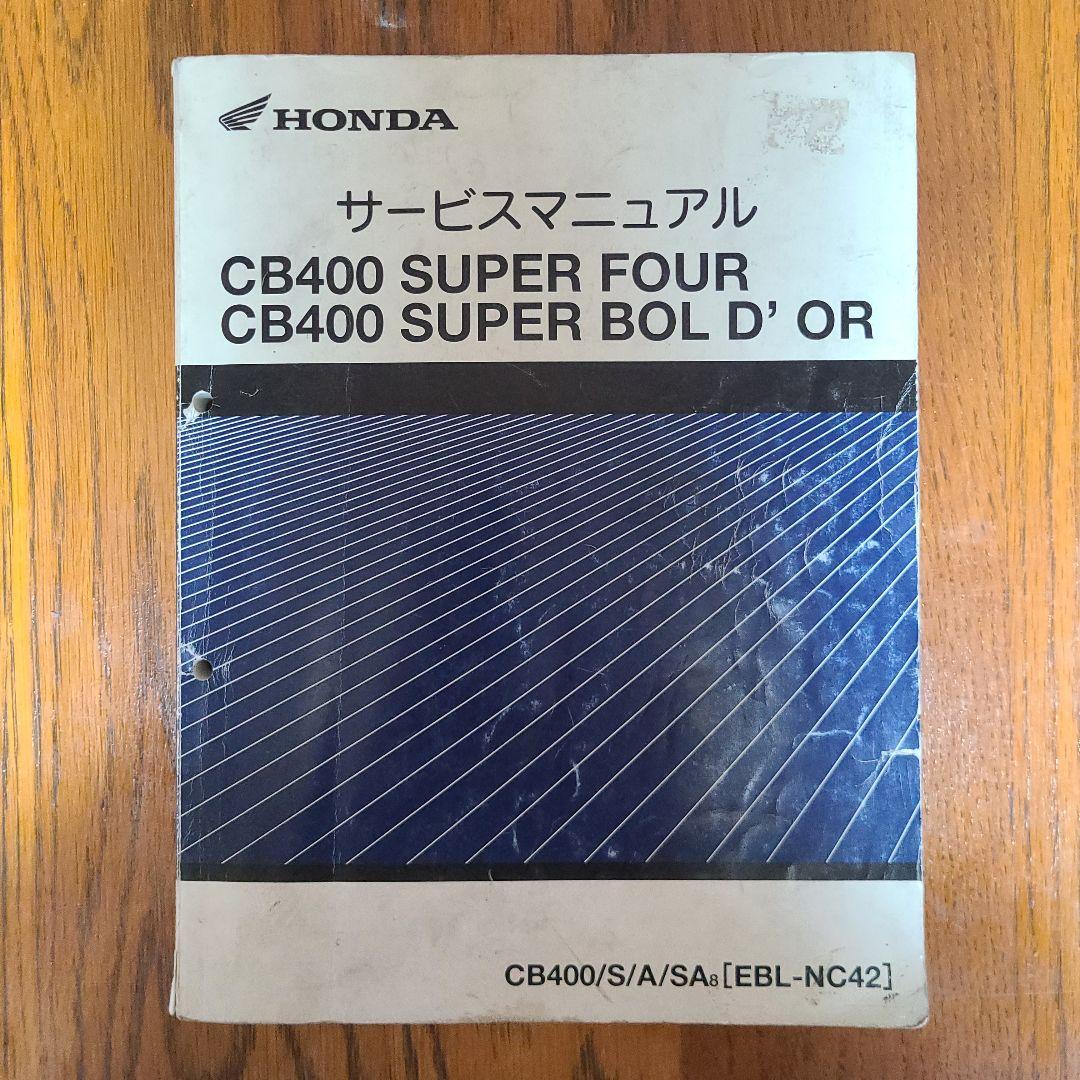 HONDA
サービスマニュアル
CB400 SUPER FOUR
CB400 SUPER BOL D' OR
CB400/S/A/SA8[EBL-NC42]